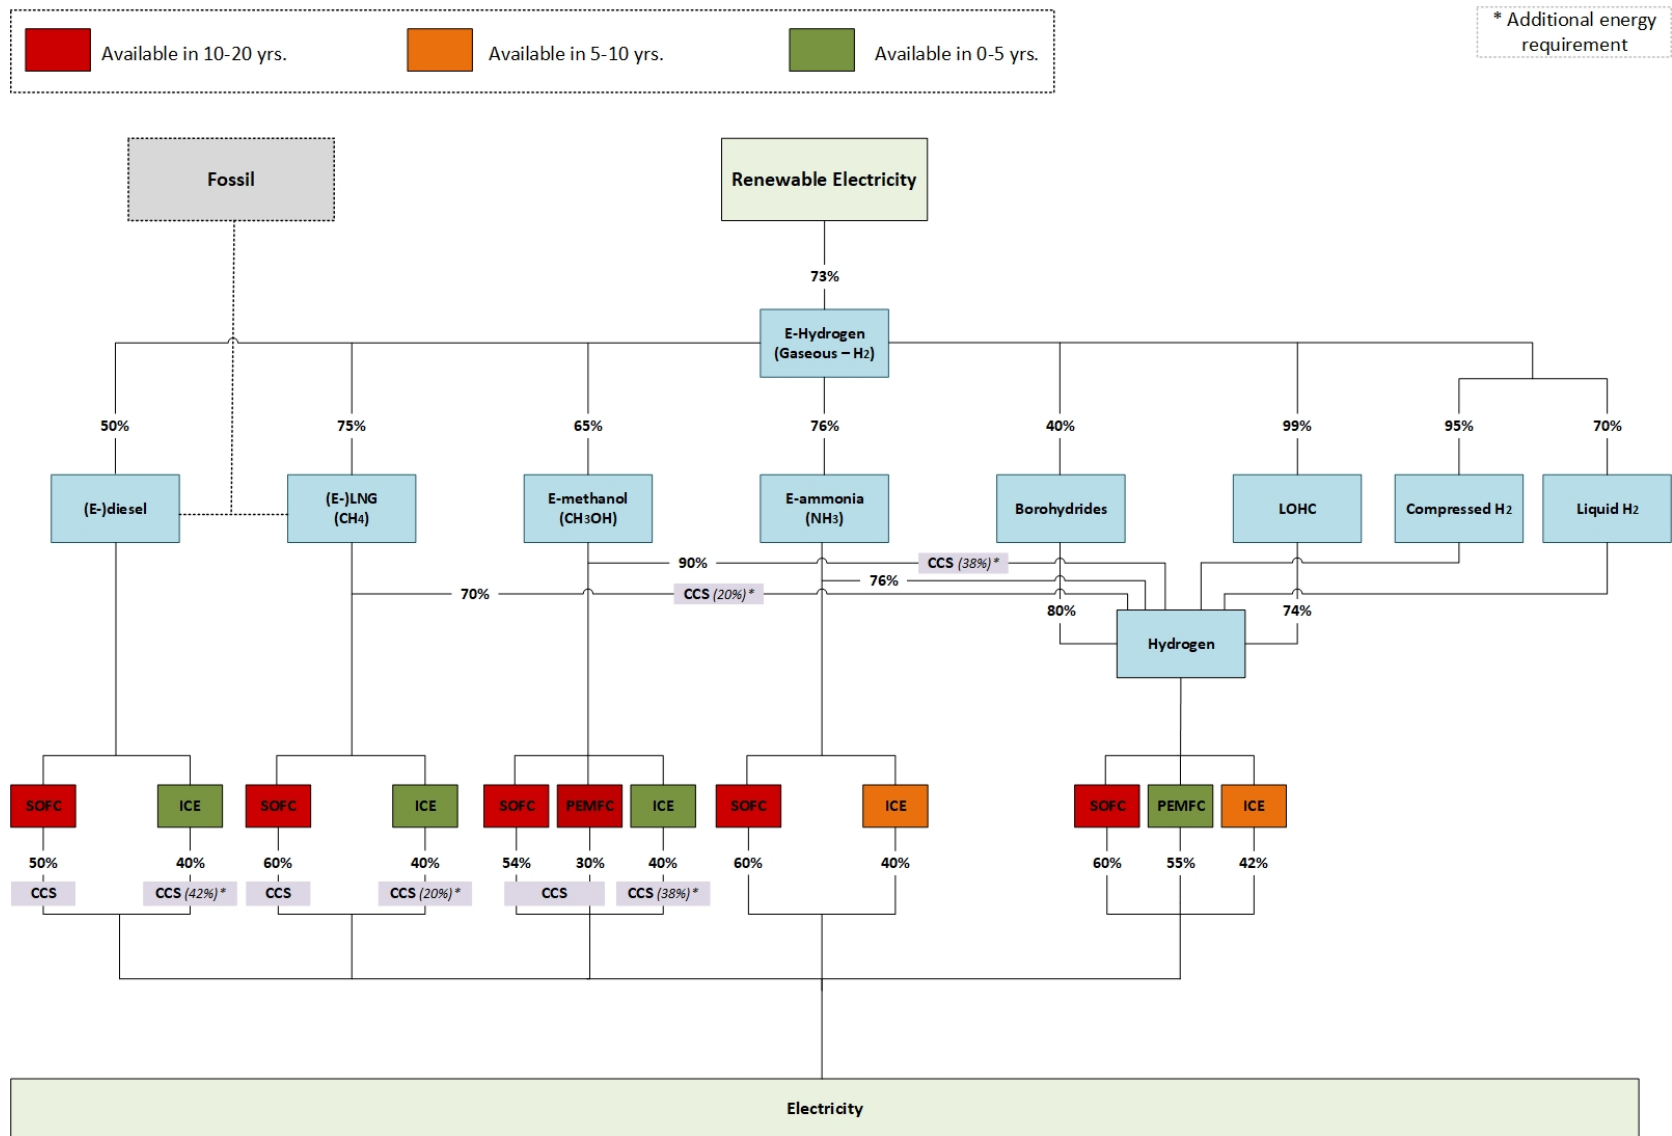 Available in 10-20 yrs.
Available in 5-10 yrs.
Available in 0-5 yrs.
* Additional energy
requirement
Fossil
Renewable Electricity
73%
E-Hydrogen
(Gaseous – H2)
50%
75%
65%
76%
40%
99%
95%
70%
(E-)diesel
(E-)LNG
(CH4)
E-methanol
(CH3OH)
E-ammonia
(NH3)
Borohydrides
LOHC
Compressed H2
Liquid H2
90%
CCS (38%)*
76%
70%
CCS (20%)*
80%
74%
Hydrogen
SOFC
ICE
SOFC
ICE
SOFC
PEMFC
ICE
SOFC
ICE
SOFC
PEMFC
ICE
50%
40%
60%
40%
54%
30%
40%
60%
40%
60%
55%
42%
CCS
CCS (42%)*
CCS
CCS (20%)*
CCS
CCS (38%)*
Electricity